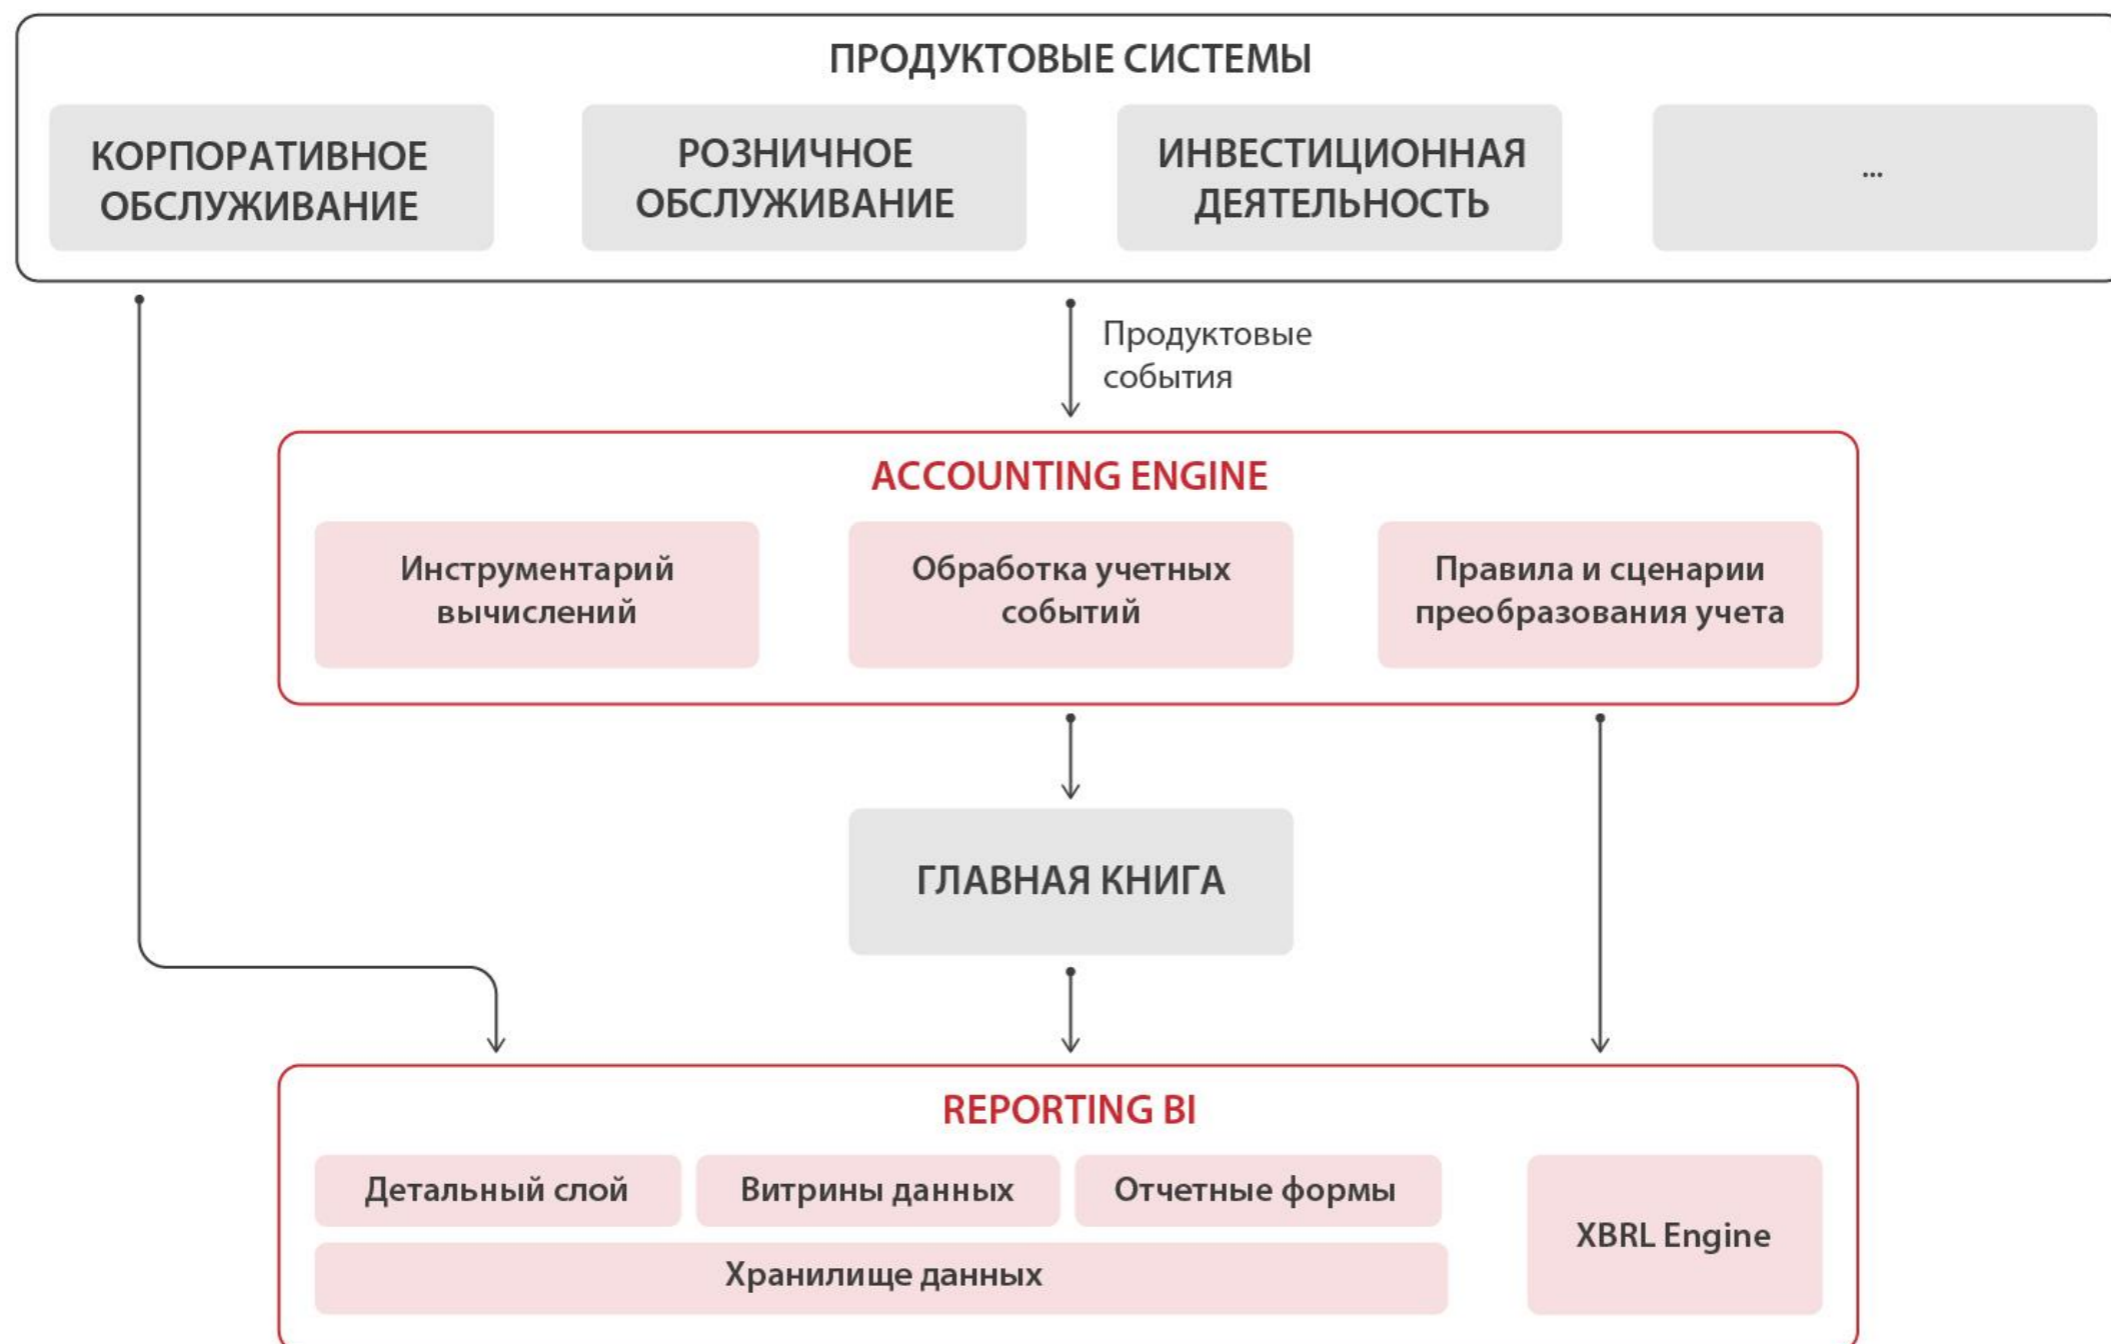 ПРОДУКТОВЫЕ СИСТЕМЫ
КОРПОРАТИВНОЕ
ОБСЛУЖИВАНИЕ
РОЗНИЧНОЕ
ОБСЛУЖИВАНИЕ
ИНВЕСТИЦИОННАЯ
ДЕЯТЕЛЬНОСТЬ
...
Продуктовые
события
ACCOUNTING ENGINE
Инструментарий
вычислений
Обработка учетных
событий
Правила и сценарии
преобразования учета
ГЛАВНАЯ КНИГА
REPORTING BI
Детальный слой
Витрины данных
Отчетные формы
XBRL Engine
Хранилище данных